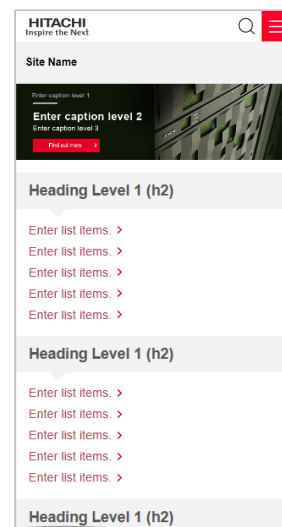 HITACHI
Inspire the Next
Site Name
Enter caption level 1
Enter caption level 2
Enter caption level 3
Find out more
Heading Level 1 (h2)
Enter list items.
Enter list items.
Enter list items.
Enter list items.
Enter list items.
Heading Level 1 (h2)
Enter list items.
Enter list items.
Enter list items.
Enter list items.
Enter list items.
Heading Level 1 (h2)